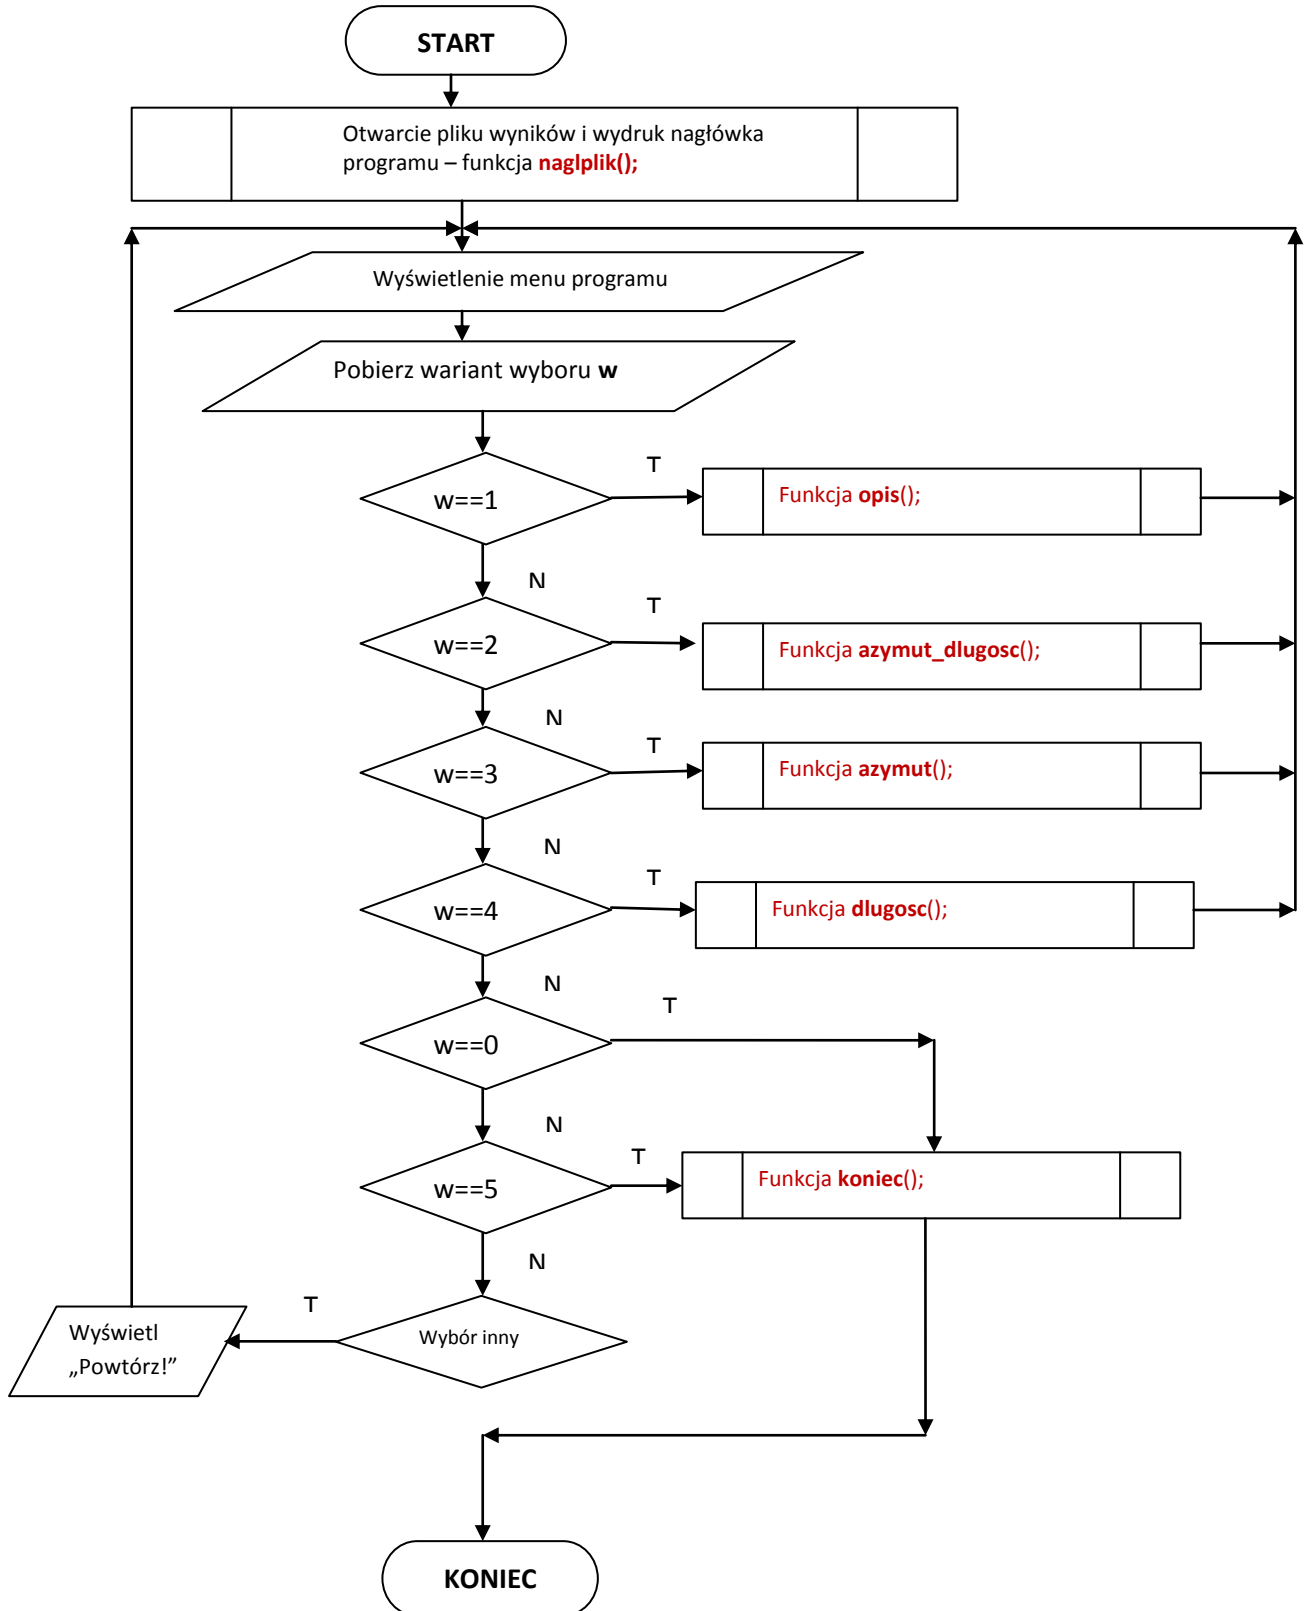 START
Otwarcie pliku wyników i wydruk nagłówka
programu – funkcja naglplik();
Wyświetlenie menu programu
Pobierz wariant wyboru w
T
w==1
Funkcja opis();
N
T
w==2
Funkcja azymut_dlugosc();
N
T
w==3
Funkcja azymut();
N
T
w==4
Funkcja dlugosc();
N
T
w==0
N
T
w==5
Funkcja koniec();
N
T
Wyświetl
„Powtórz!”
Wybór inny
KONIEC